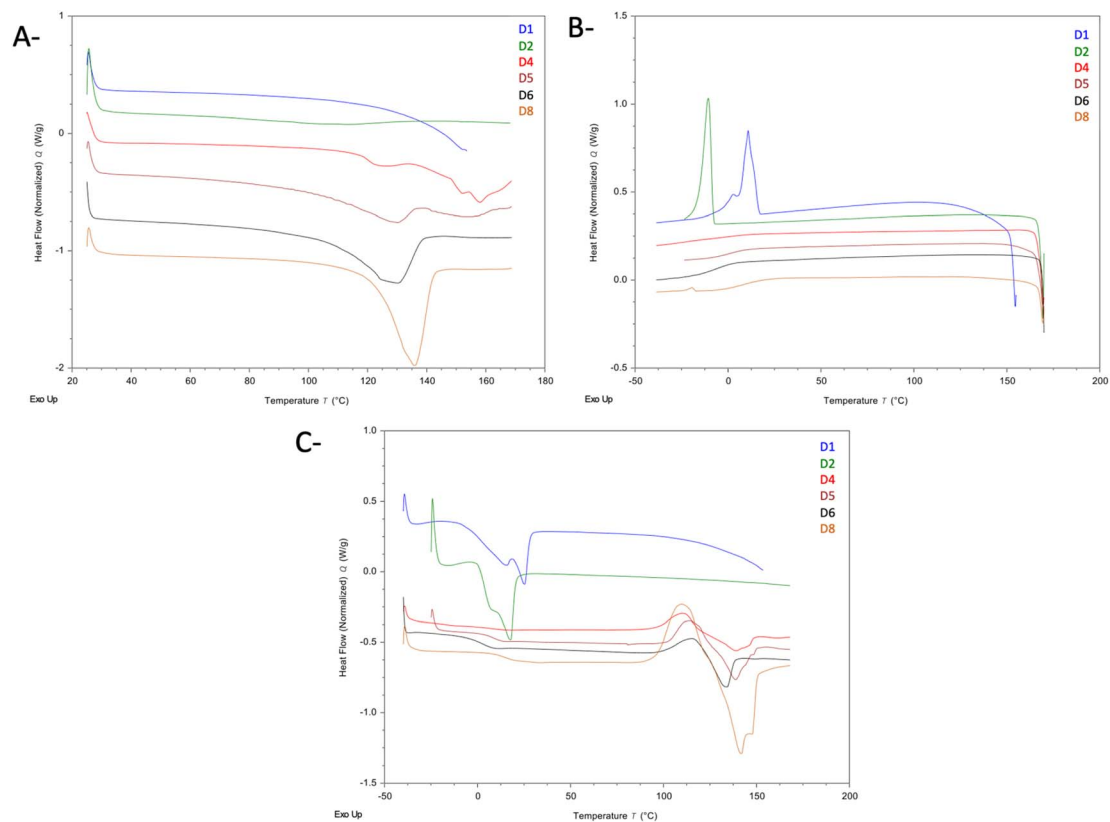 A-
D1
D2
D4
D5
D6
D8
1
0
-1
-2
Heat Flow (Normalized) Q (W/g)
20 40 60 80 100 120 140 160 180
Exo Up
Temperature T (°C)
B-
D1
D2
D4
D5
D6
D8
1.5
1.0
0.5
0.0
-0.5
Heat Flow (Normalized) Q (W/g)
-50 0 50 100 150 200
Exo Up
Temperature T (°C)
C-
D1
D2
D4
D5
D6
D8
1.0
0.5
0.0
-0.5
-1.0
-1.5
Heat Flow (Normalized) Q (W/g)
-50 0 50 100 150 200
Exo Up
Temperature T (°C)